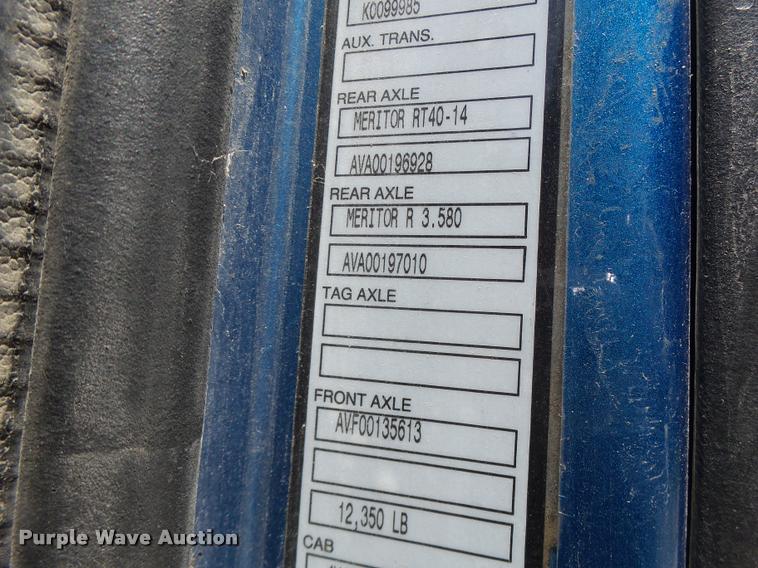 K0099985
AUX. TRANS.
REAR AXLE
MERITOR RT40-14
AVA00196928
REAR AXLE
MERITOR R 3.580
AVA00197010
TAG AXLE
FRONT AXLE
AVF00135613
12,350 LB
CAB
Purple Wave Auction®